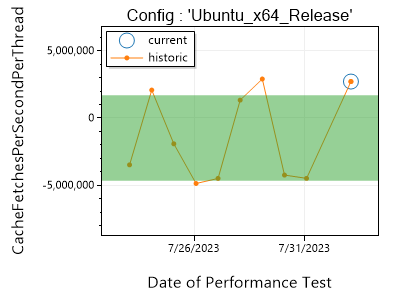 Config : 'Ubuntu_x64_Release'
CacheFetchesPerSecondPerThread
current
historic
5,000,000
0
-5,000,000
7/26/2023
7/31/2023
Date of Performance Test